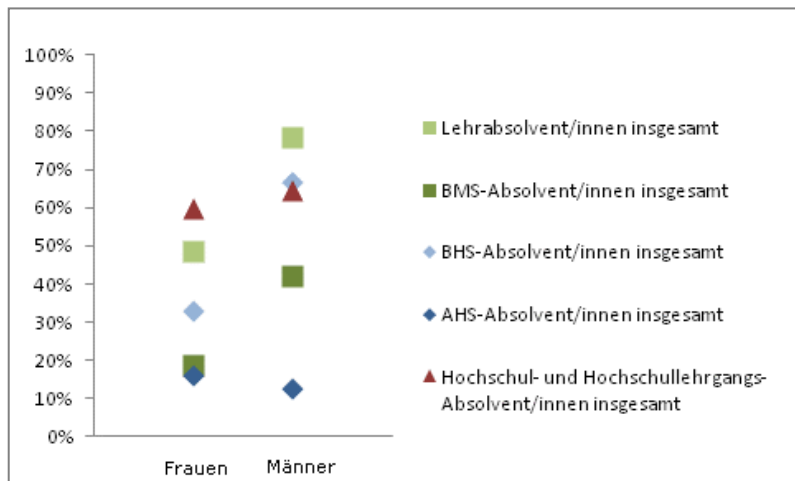 100%
90%
80%
70%
60%
50%
40%
30%
20%
10%
0%
Frauen Männer
Lehrabsolvent/innen insgesamt
BMS-Absolvent/innen insgesamt
BHS-Absolvent/innen insgesamt
AHS-Absolvent/innen insgesamt
Hochschul- und Hochschullehrgangs-
Absolvent/innen insgesamt